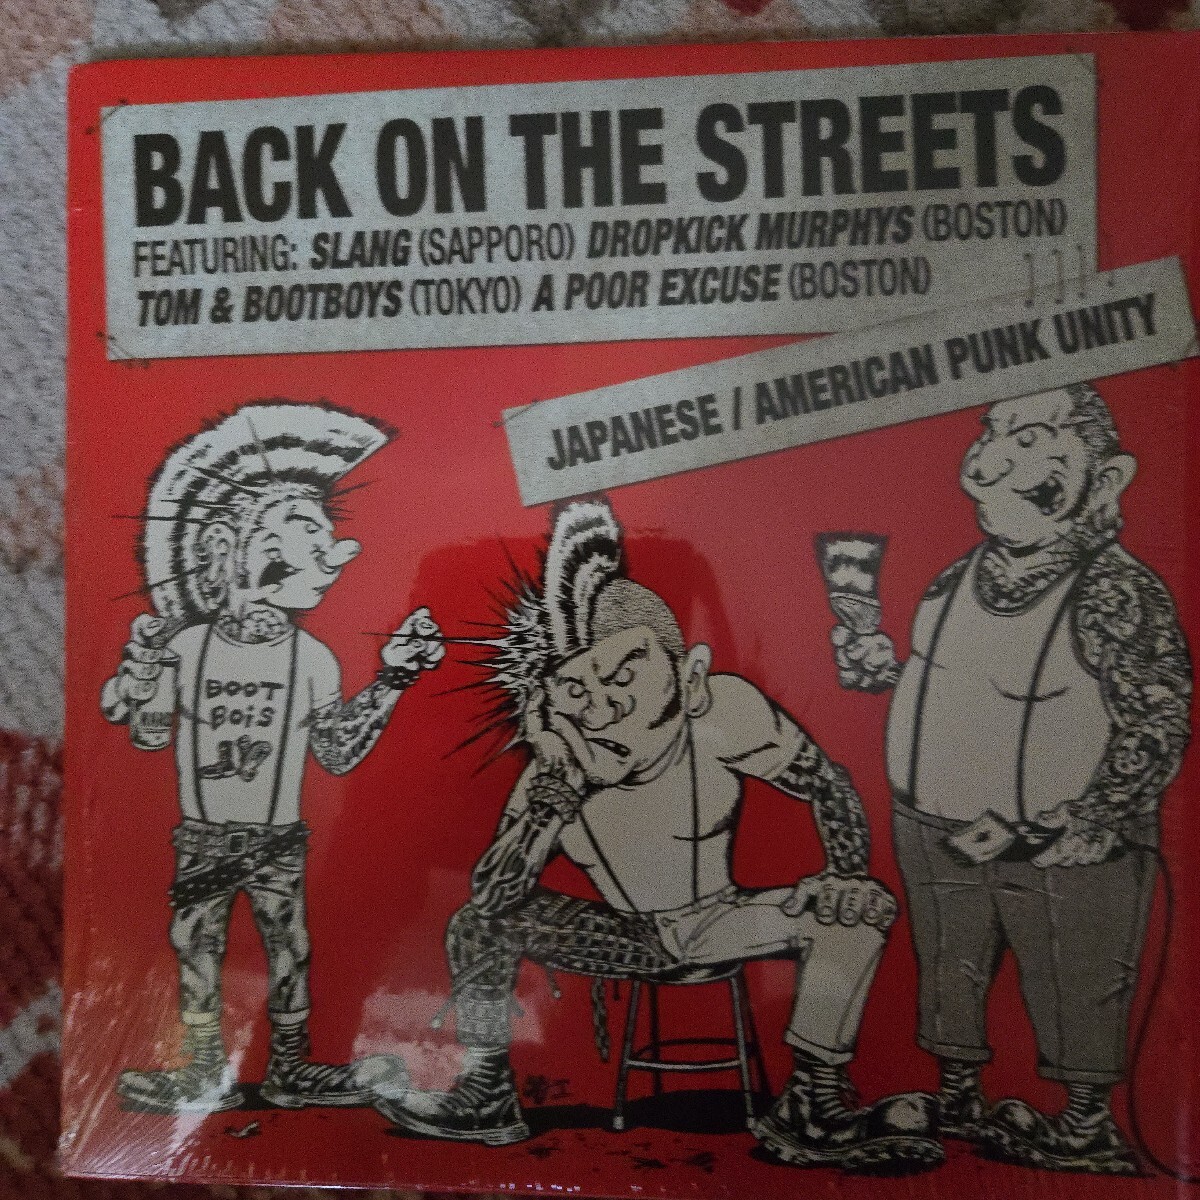 BACK ON THE STREETS
FEATURING: SLANG (SAPPORO) DROPKICK MURPHYS (BOSTON)
TOM & BOOTBOYS (TOKYO) A POOR EXCUSE (BOSTON)
JAPANESE / AMERICAN PUNK UNITY
BOOT
BOiS